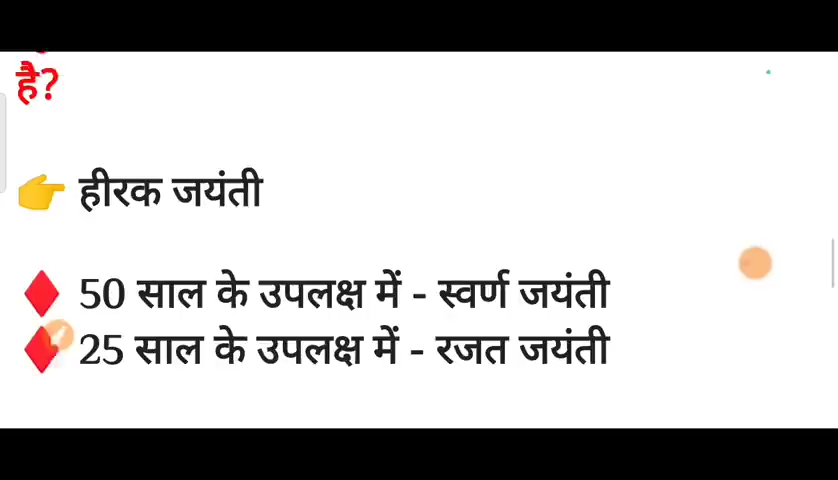 है?
👉 हीरक जयंती
♦️ 50 साल के उपलक्ष में - स्वर्ण जयंती
♦️ 25 साल के उपलक्ष में - रजत जयंती